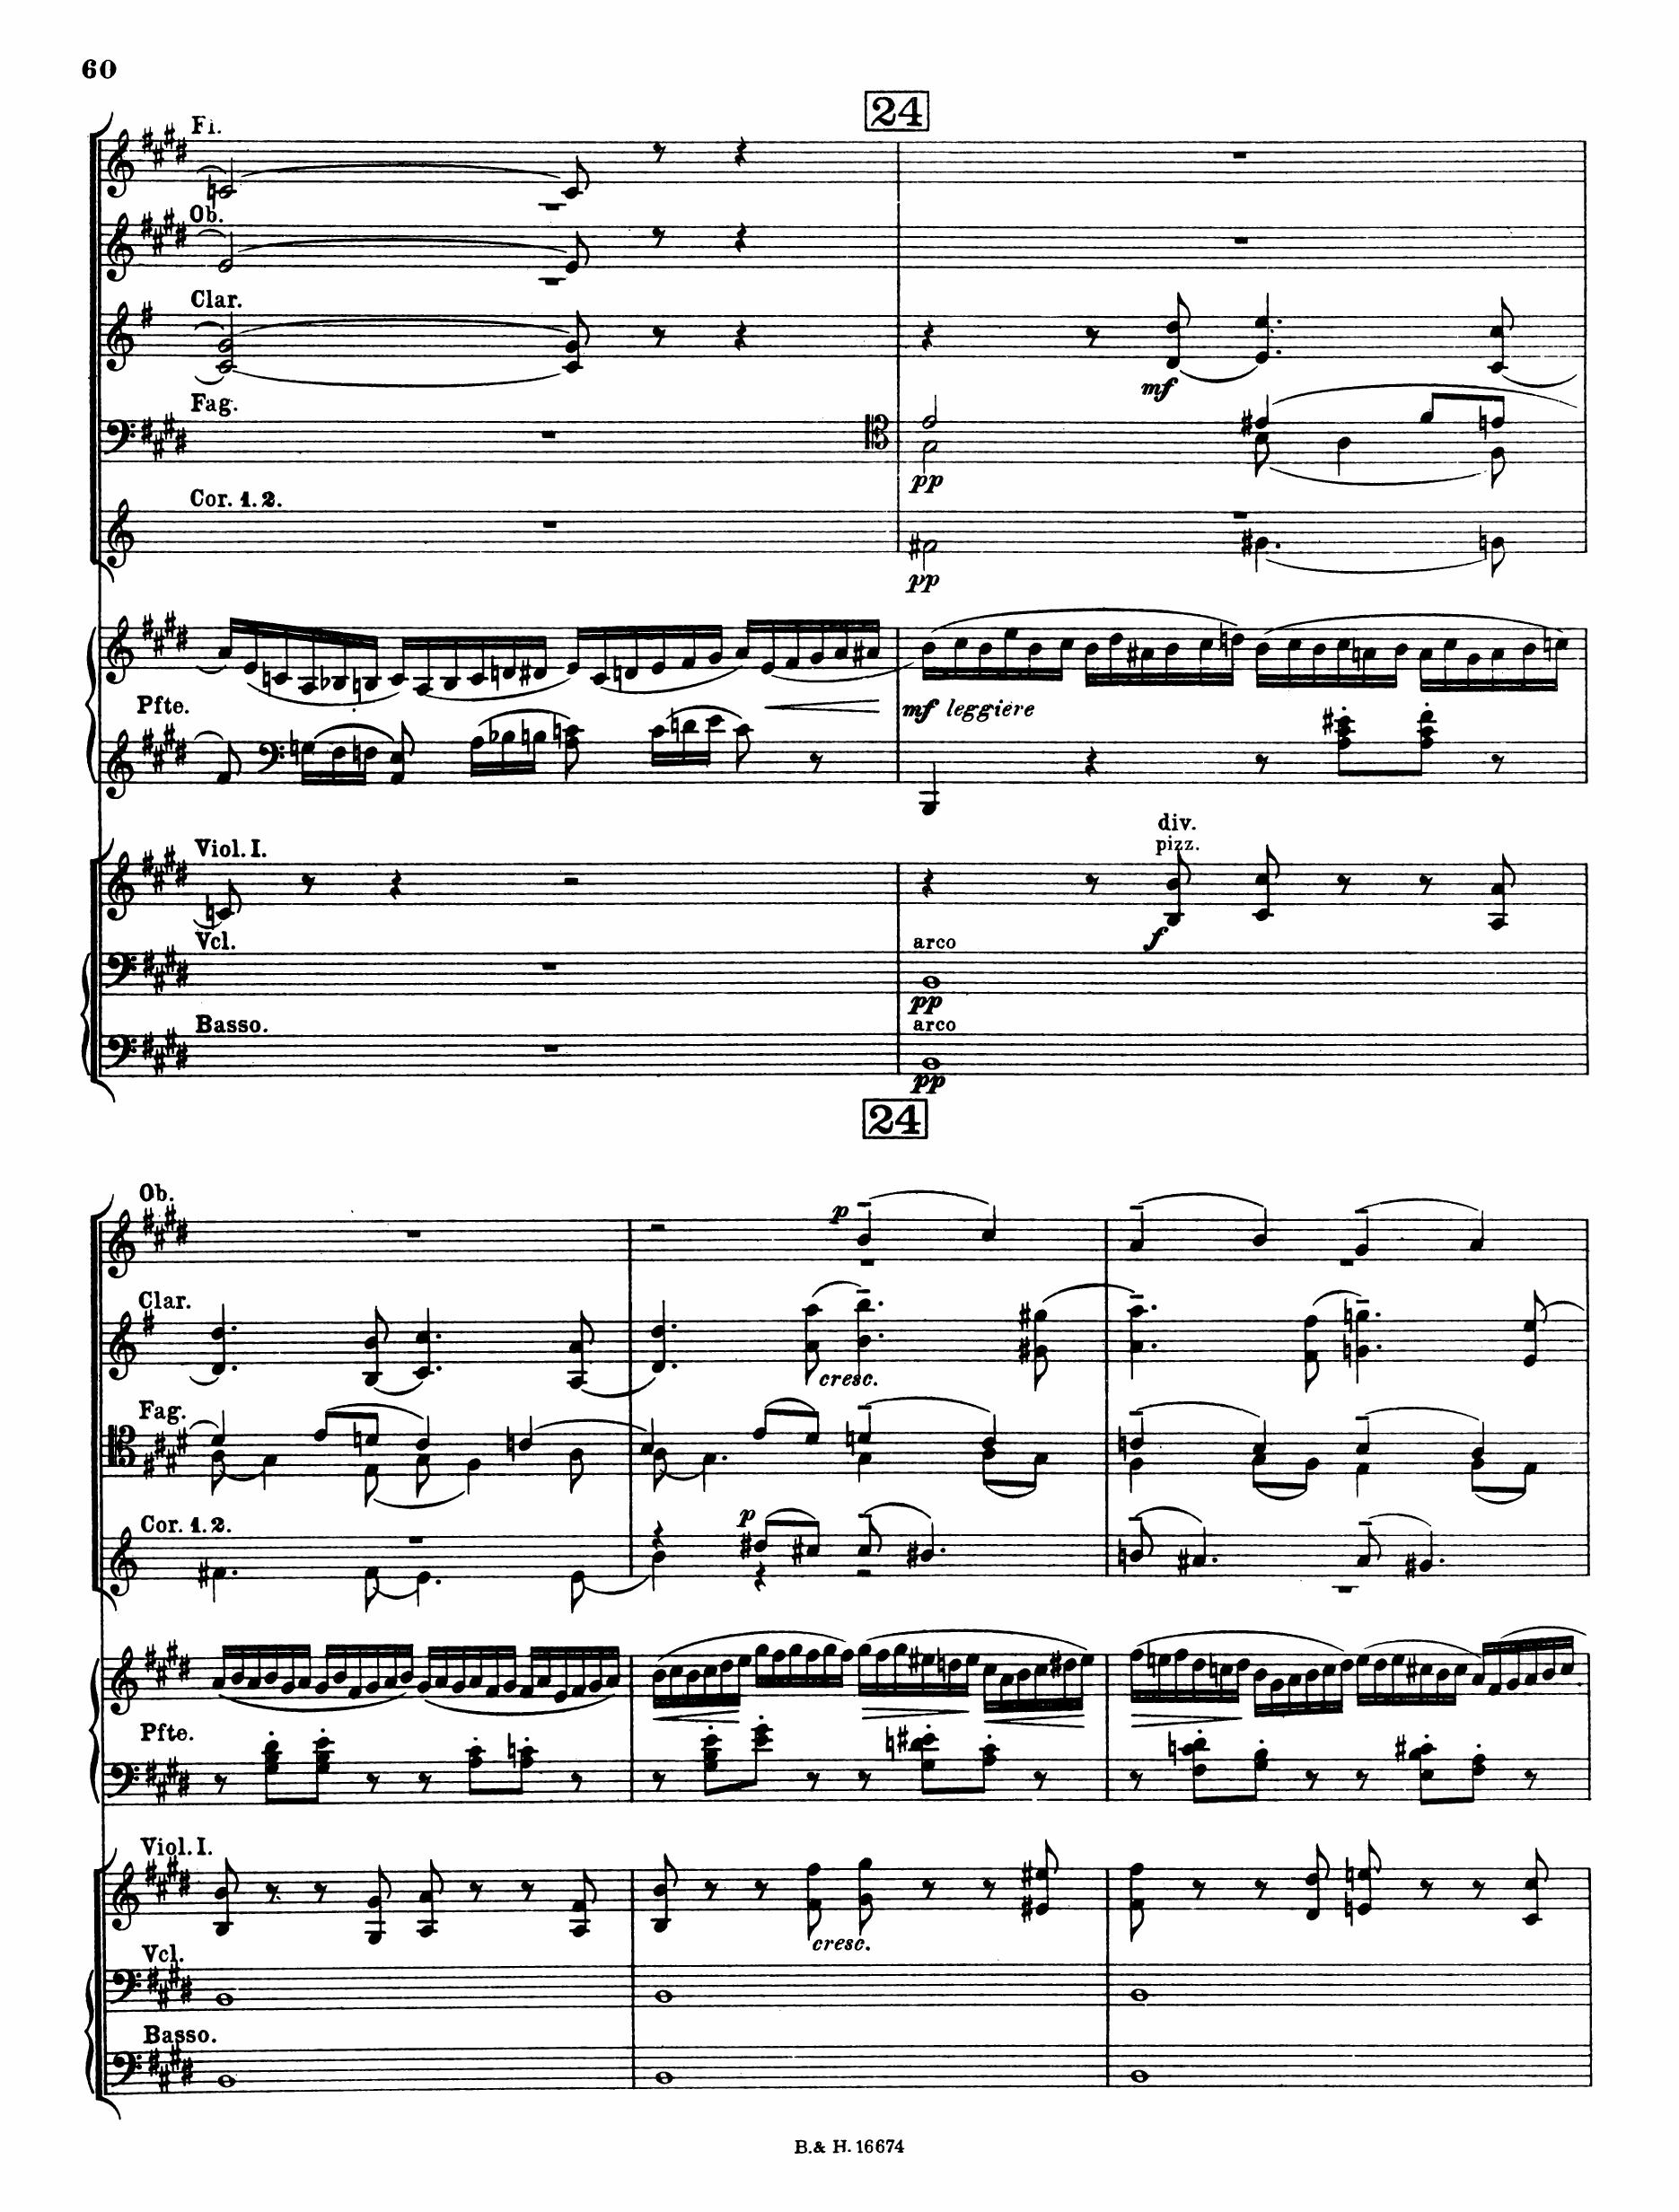 60
24
Fl.
Ob.
Clar.
mf
Fag.
pp
Cor. 1. 2.
pp
Pfte.
mf leggiere
div.
pizz.
Viol. I.
f
Vcl.
arco
pp
Basso.
arco
pp
24
Ob.
p
Clar.
cresc.
Fag.
Cor. 1. 2.
p
Pfte.
Viol. I.
cresc.
Vcl.
Basso.
B. & H. 16674